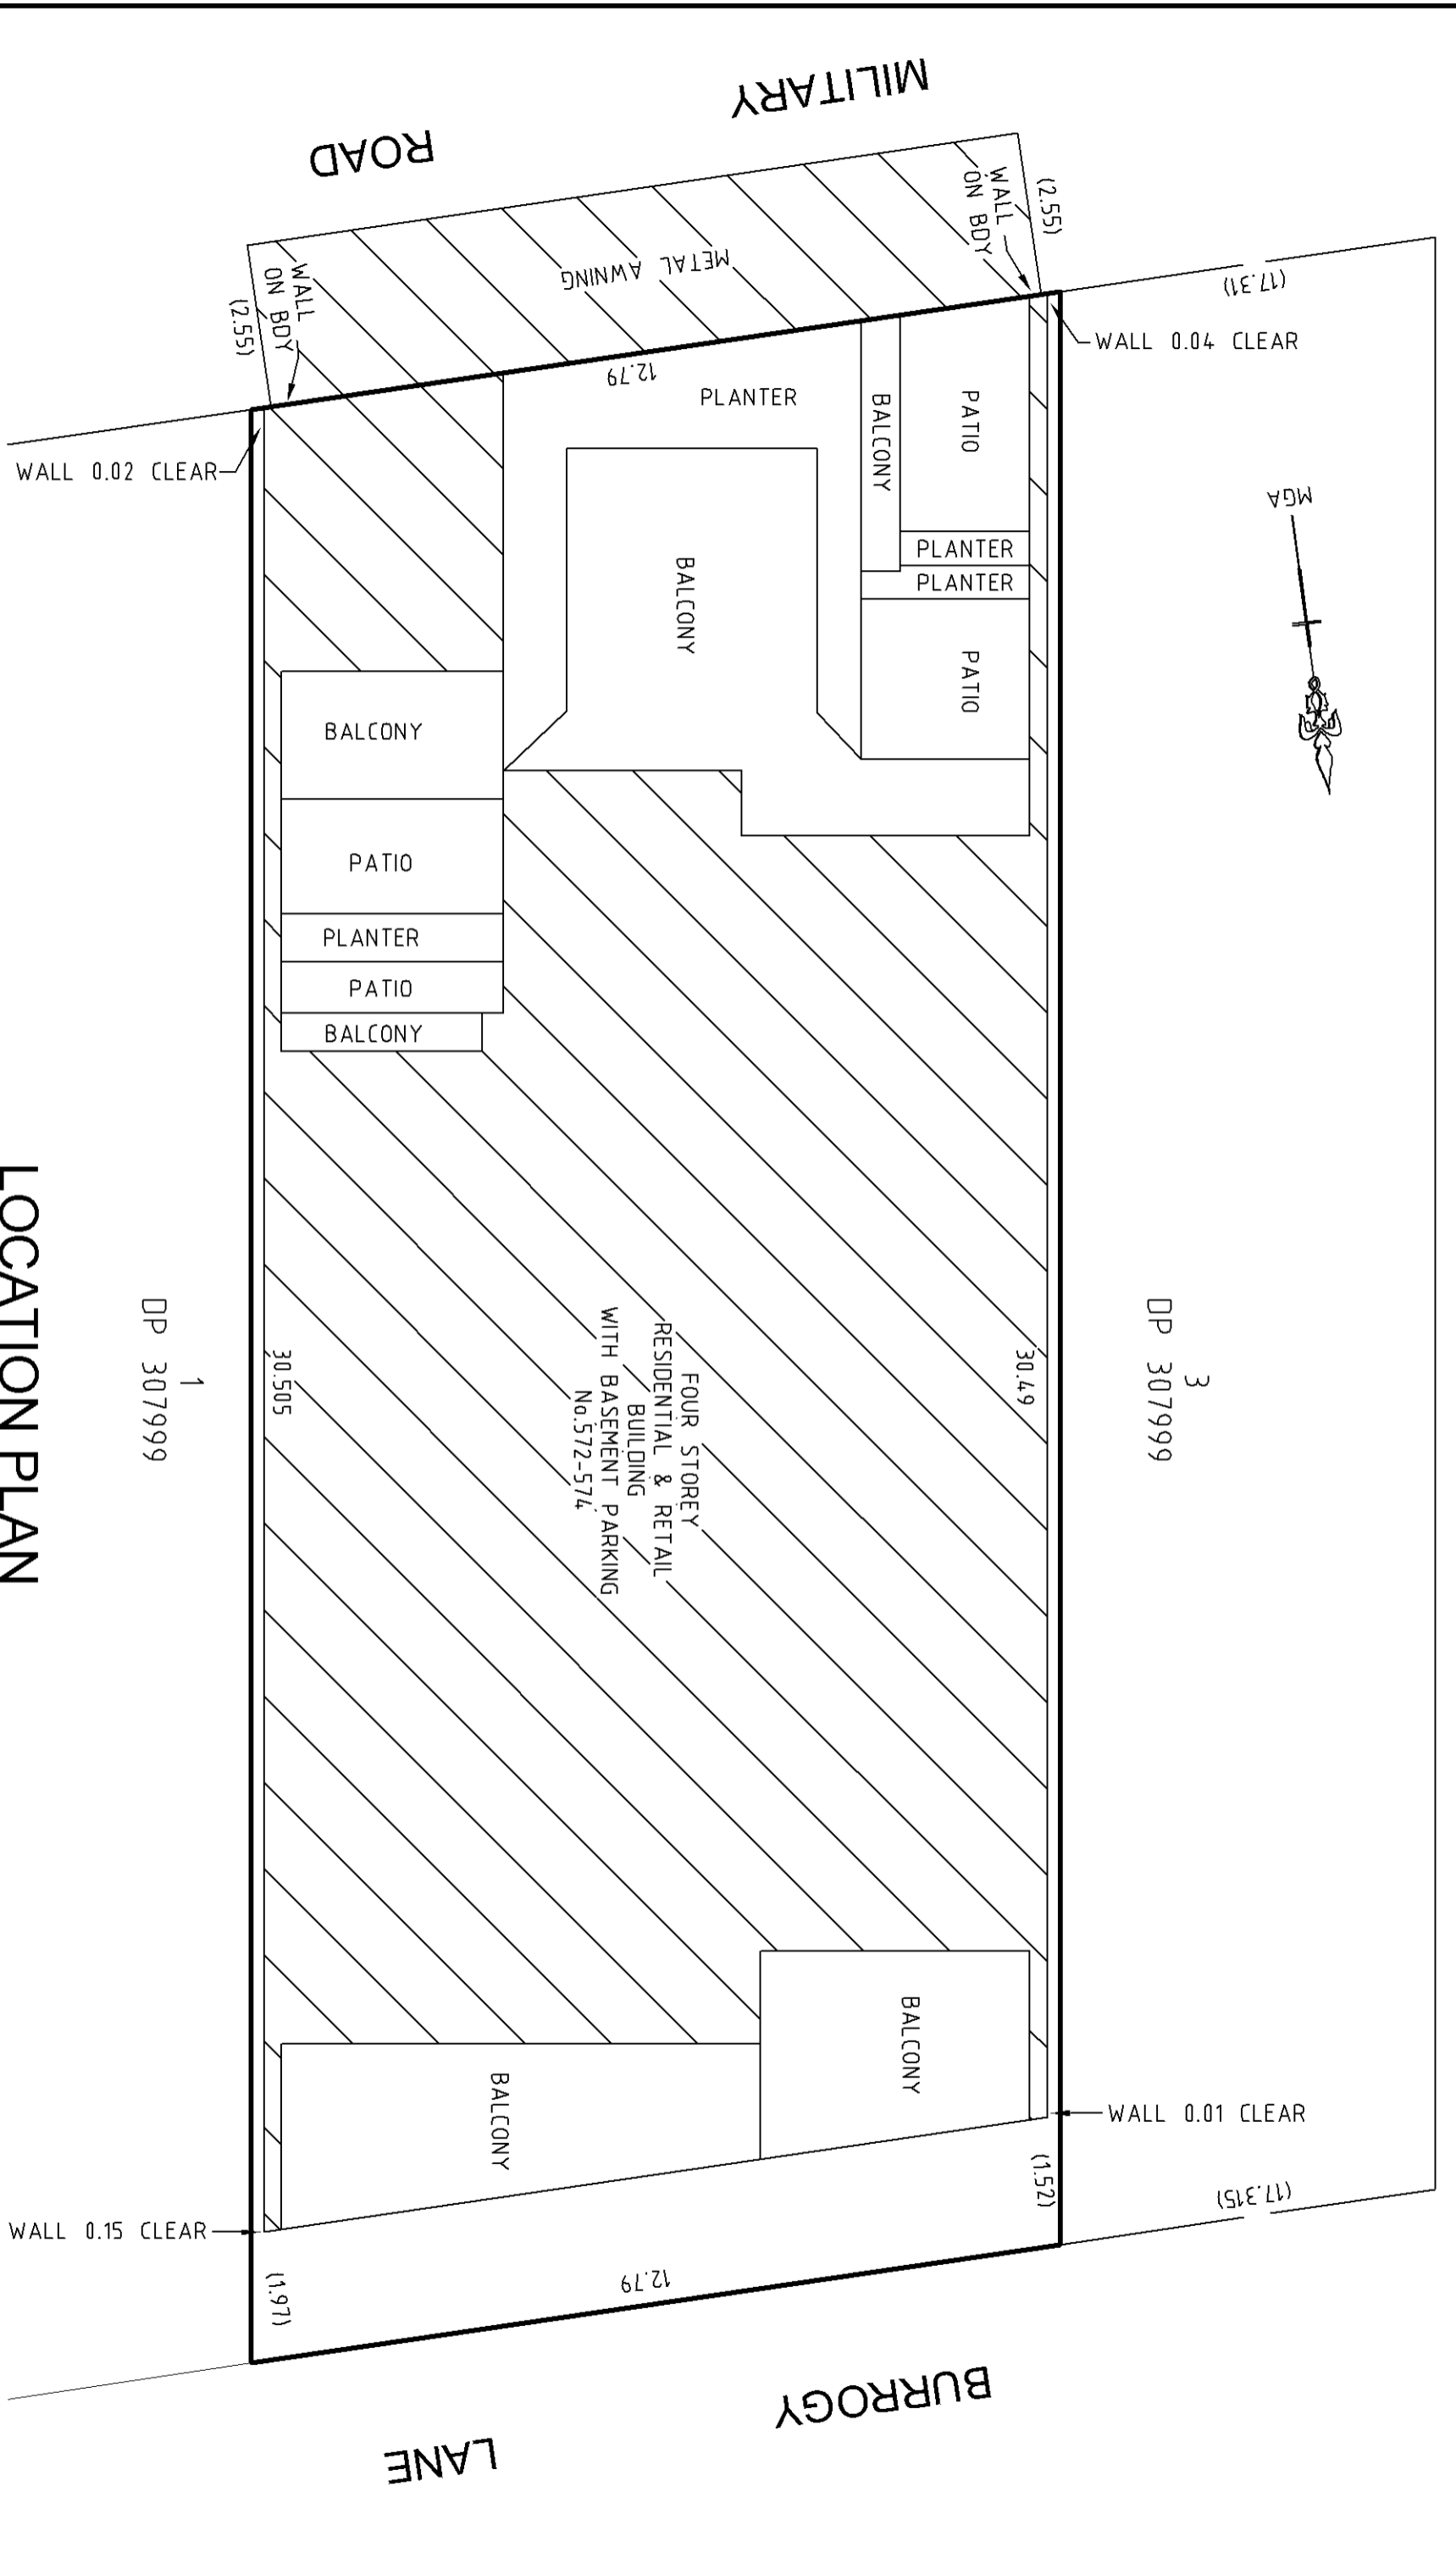 MILITARY
ROAD
WALL
ON BDY
(2.55)
METAL AWNING
(17.31)
WALL
ON BDY
(2.55)
WALL 0.04 CLEAR
12.79
PLANTER
BALCONY
PATIO
WALL 0.02 CLEAR
MGA
PLANTER
PLANTER
BALCONY
PATIO
BALCONY
PATIO
PLANTER
PATIO
BALCONY
LOCATION PLAN
1
DP 307999
30.505
FOUR STOREY
RESIDENTIAL & RETAIL
BUILDING
WITH BASEMENT PARKING
No.572-574
30.49
3
DP 307999
BALCONY
BALCONY
WALL 0.01 CLEAR
(1.52)
(17.315)
WALL 0.15 CLEAR
(1.97)
12.79
BURROGY
LANE